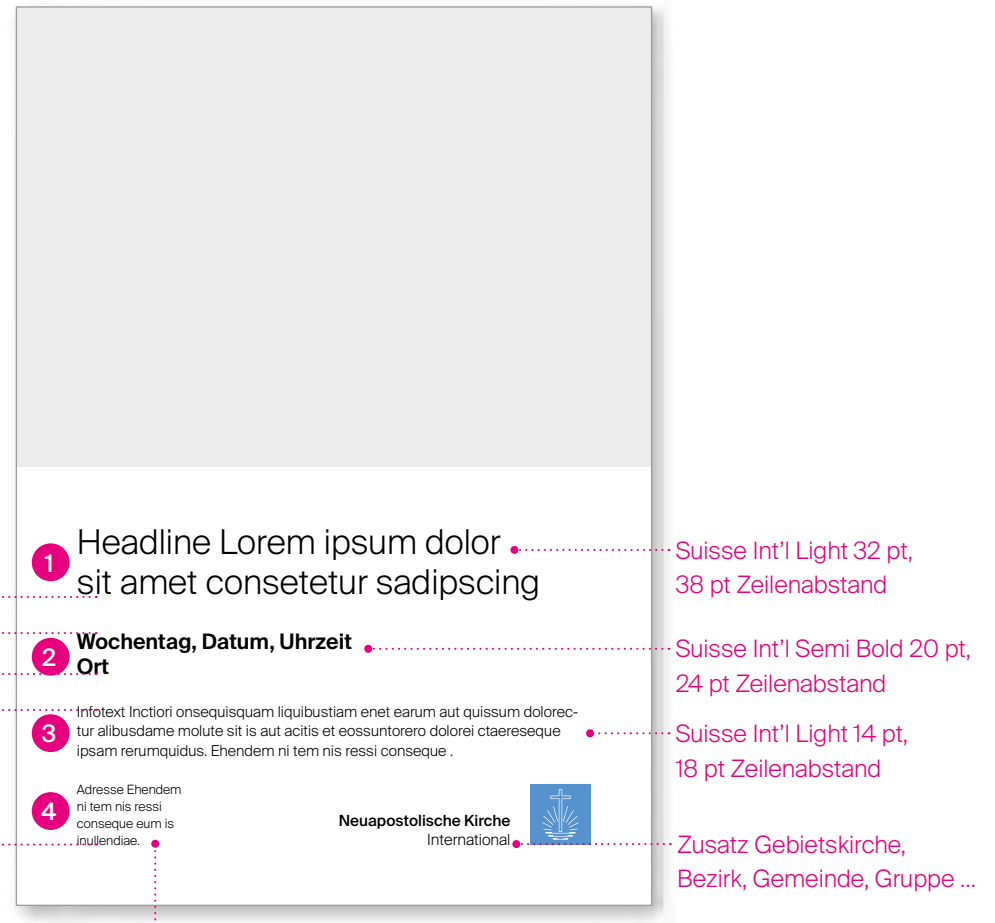 1
Headline Lorem ipsum dolor
sit amet consetetur sadipscing
Suisse Int’l Light 32 pt,
38 pt Zeilenabstand
2
Wochentag, Datum, Uhrzeit
Ort
Suisse Int’l Semi Bold 20 pt,
24 pt Zeilenabstand
3
Infotext Inctiori onsequisquam liquibustiam enet earum aut quissum dolorec-
tur alibusdame molute sit is aut acitis et eossuntorero dolorei ctaereseque
ipsam rerumquidus. Ehendem ni tem nis ressi conseque .
Suisse Int’l Light 14 pt,
18 pt Zeilenabstand
4
Adresse Ehendem
ni tem nis ressi
conseque eum is
inullendiae.
Neuapostolische Kirche
International
Zusatz Gebietskirche,
Bezirk, Gemeinde, Gruppe ...